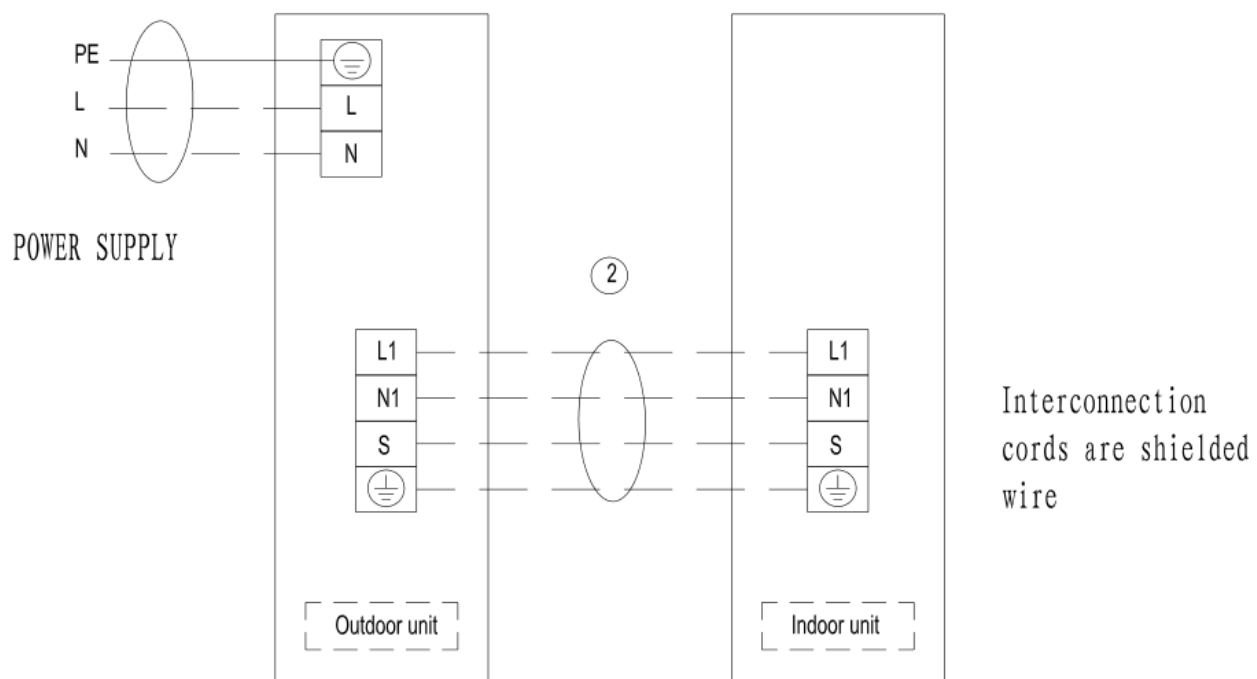 PE
L
N
L
N
POWER SUPPLY
2
L1
N1
S
L1
N1
S
Interconnection
cords are shielded
wire
Outdoor unit
Indoor unit